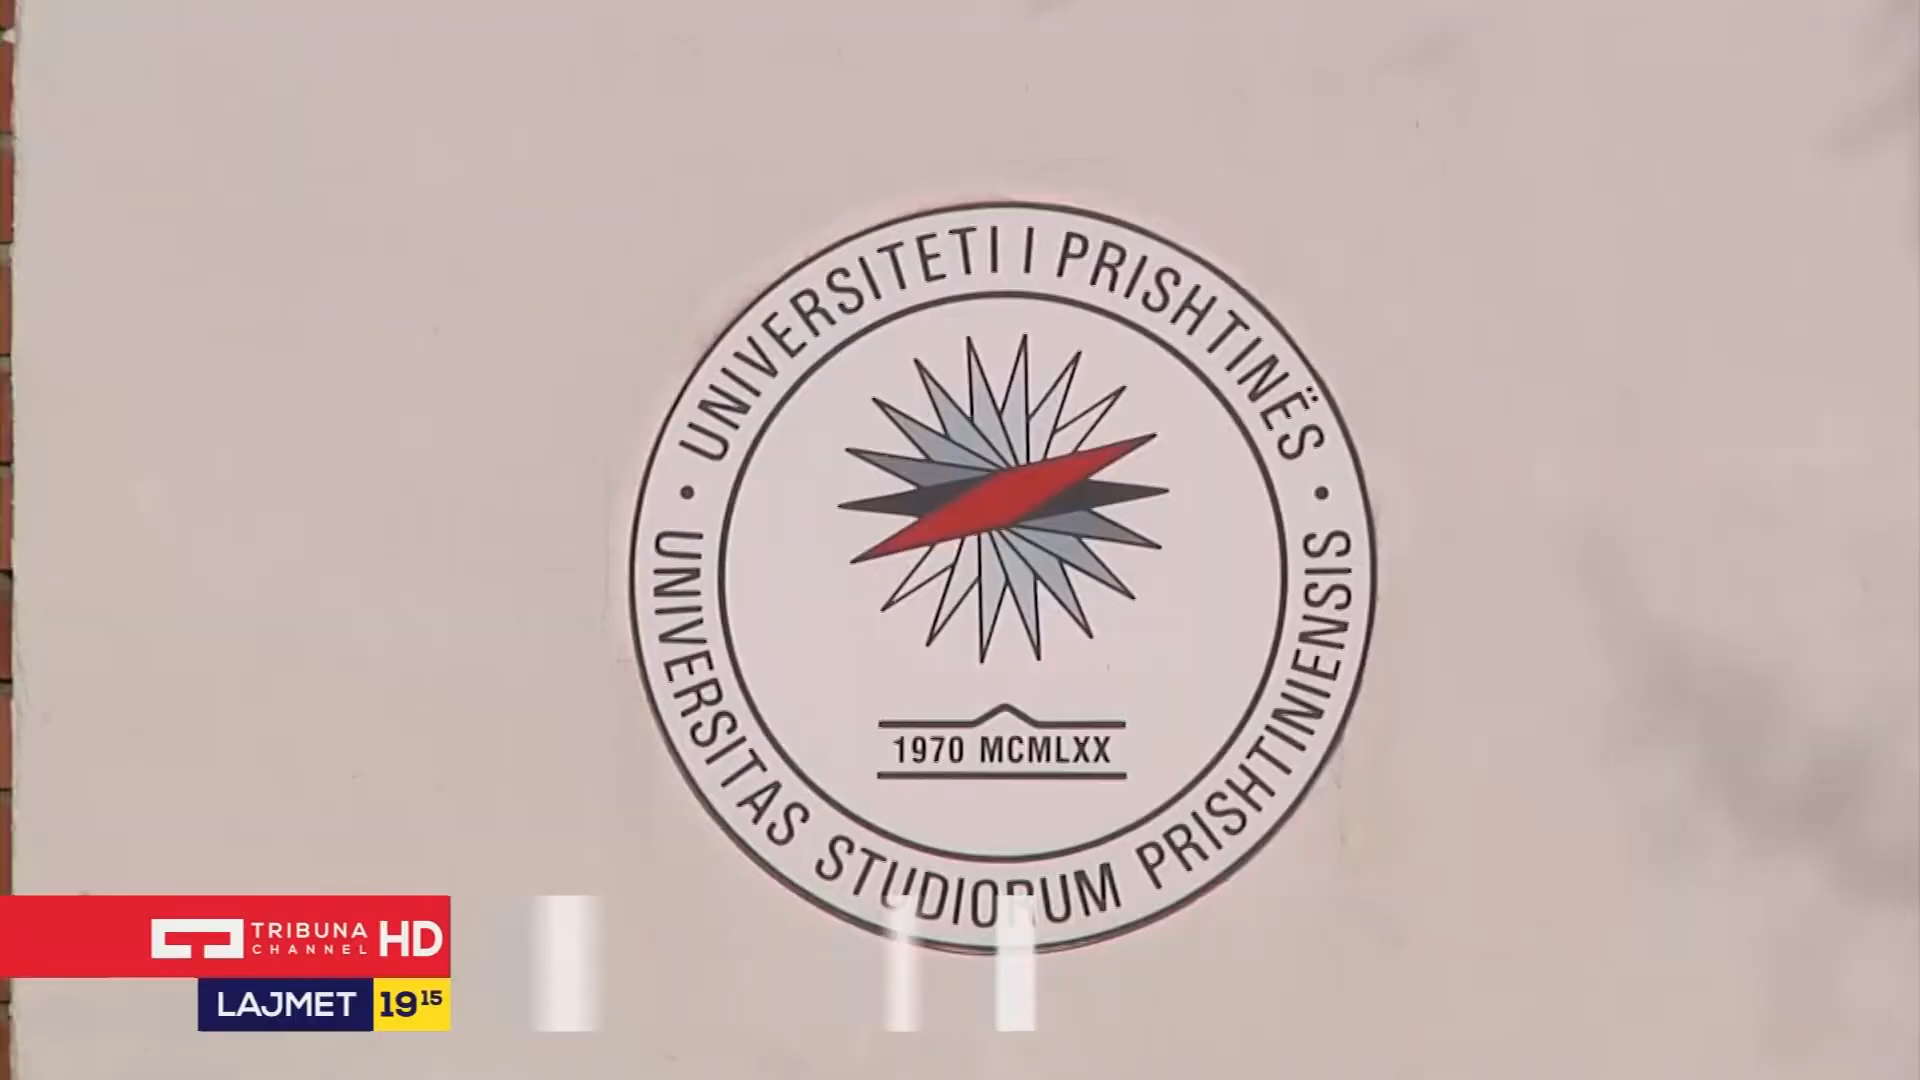 UNIVERSITETI I PRISHTINËS
UNIVERSITAS STUDIORUM PRISHTINIENSIS
1970 MCMLXX
TRIBUNA
CHANNEL
HD
LAJMET 19 15